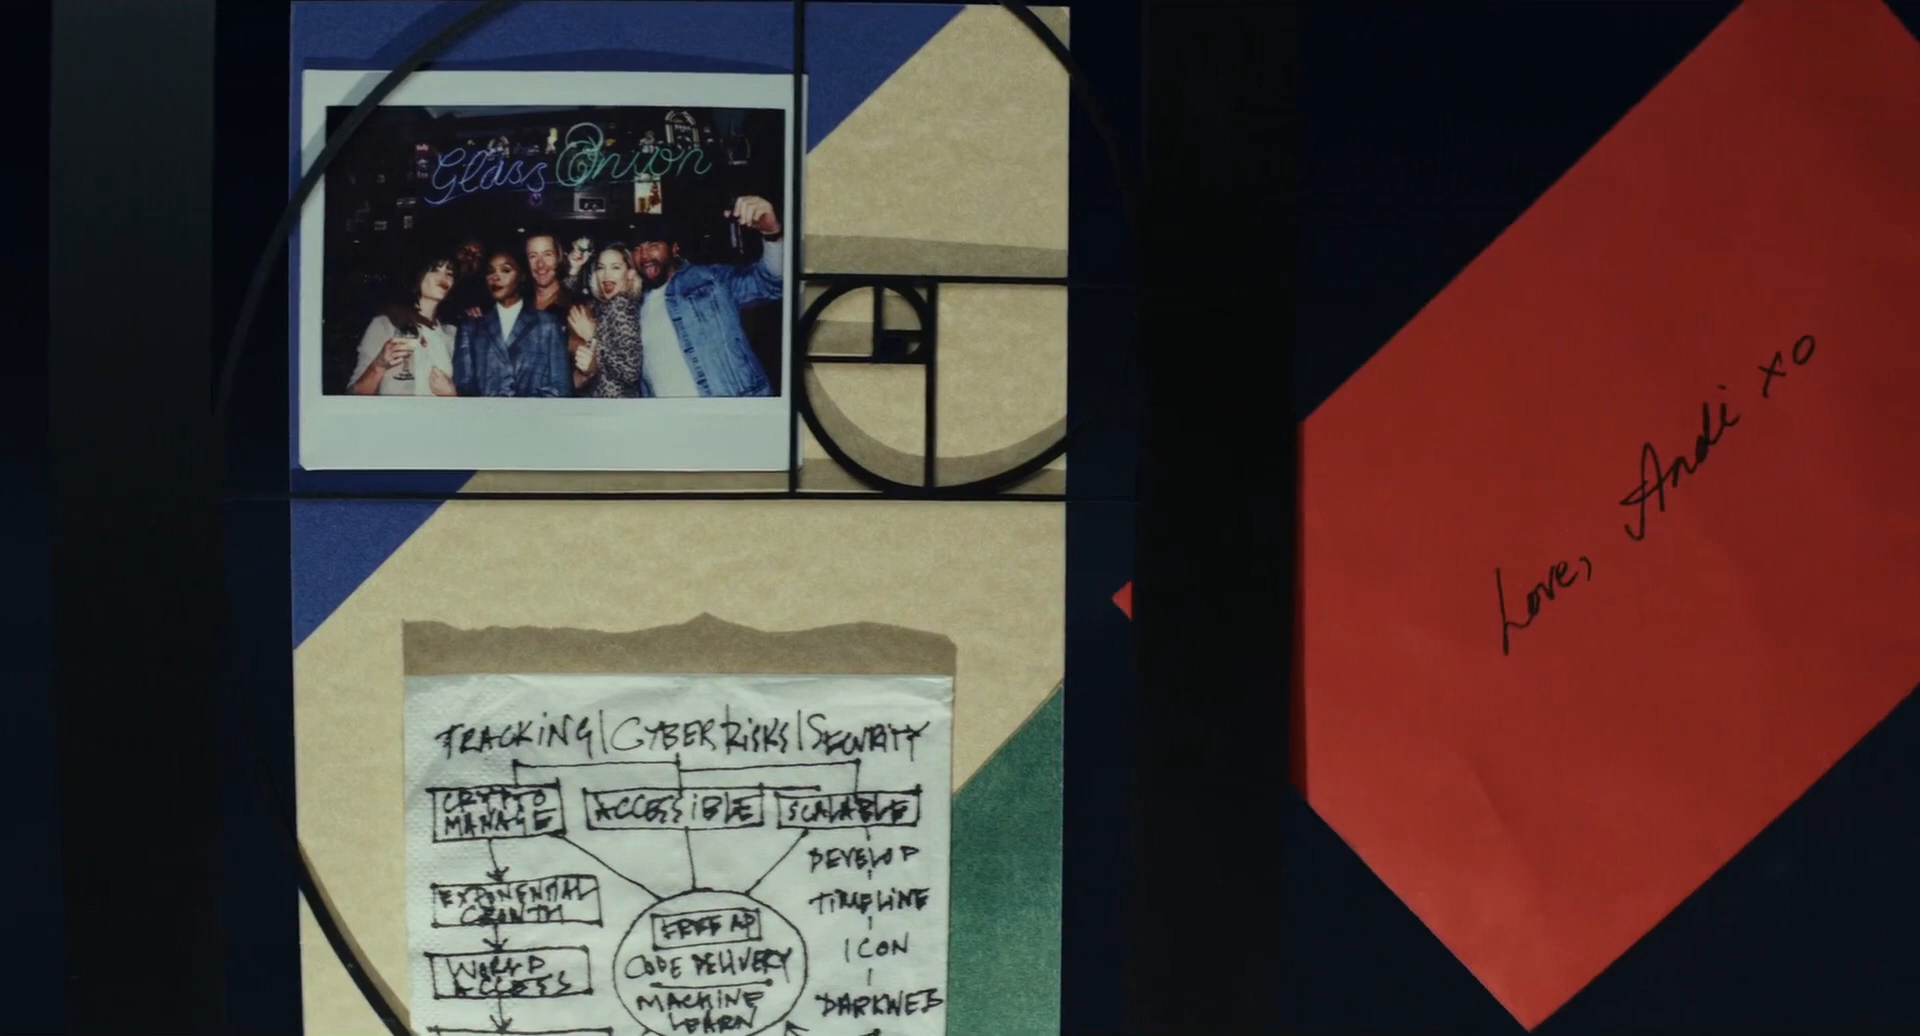 Glass Onion
Love, Andi xo
TRACKING | CYBER RISKS | SECURITY
CRYPTO
MANAGE
ACCESSIBLE
SCALABLE
DEVELOP
TIMELINE
ICON
DARKWEB
EXPONENTIAL
GROWTH
WORLD
ACCESS
FREE AP
CODE DELIVERY
MACHINE
LEARN